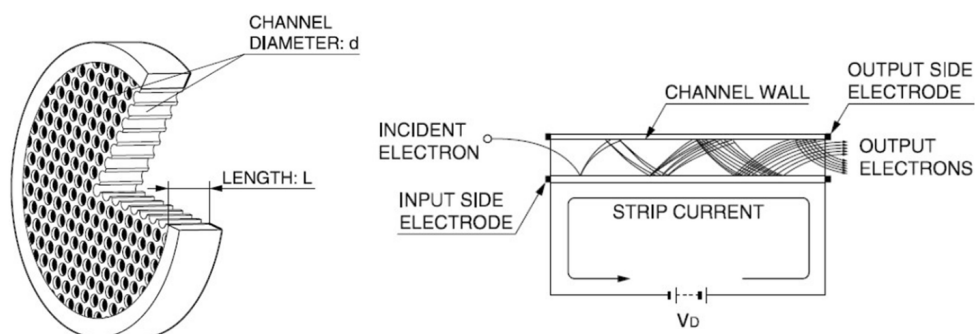 CHANNEL
DIAMETER: d
LENGTH: L
INCIDENT
ELECTRON
CHANNEL WALL
OUTPUT SIDE
ELECTRODE
OUTPUT
ELECTRONS
INPUT SIDE
ELECTRODE
STRIP CURRENT
VD